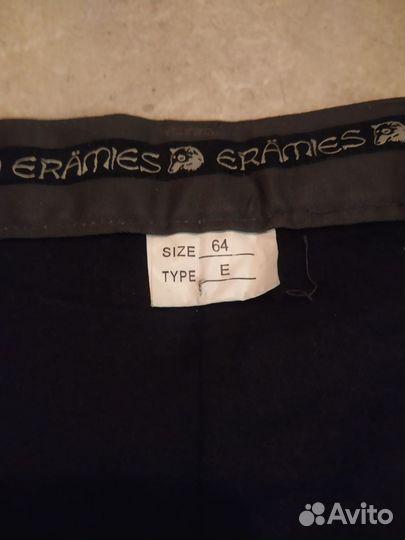 ERÄMIES ERÄMIES
SIZE 64
TYPE E
Avito